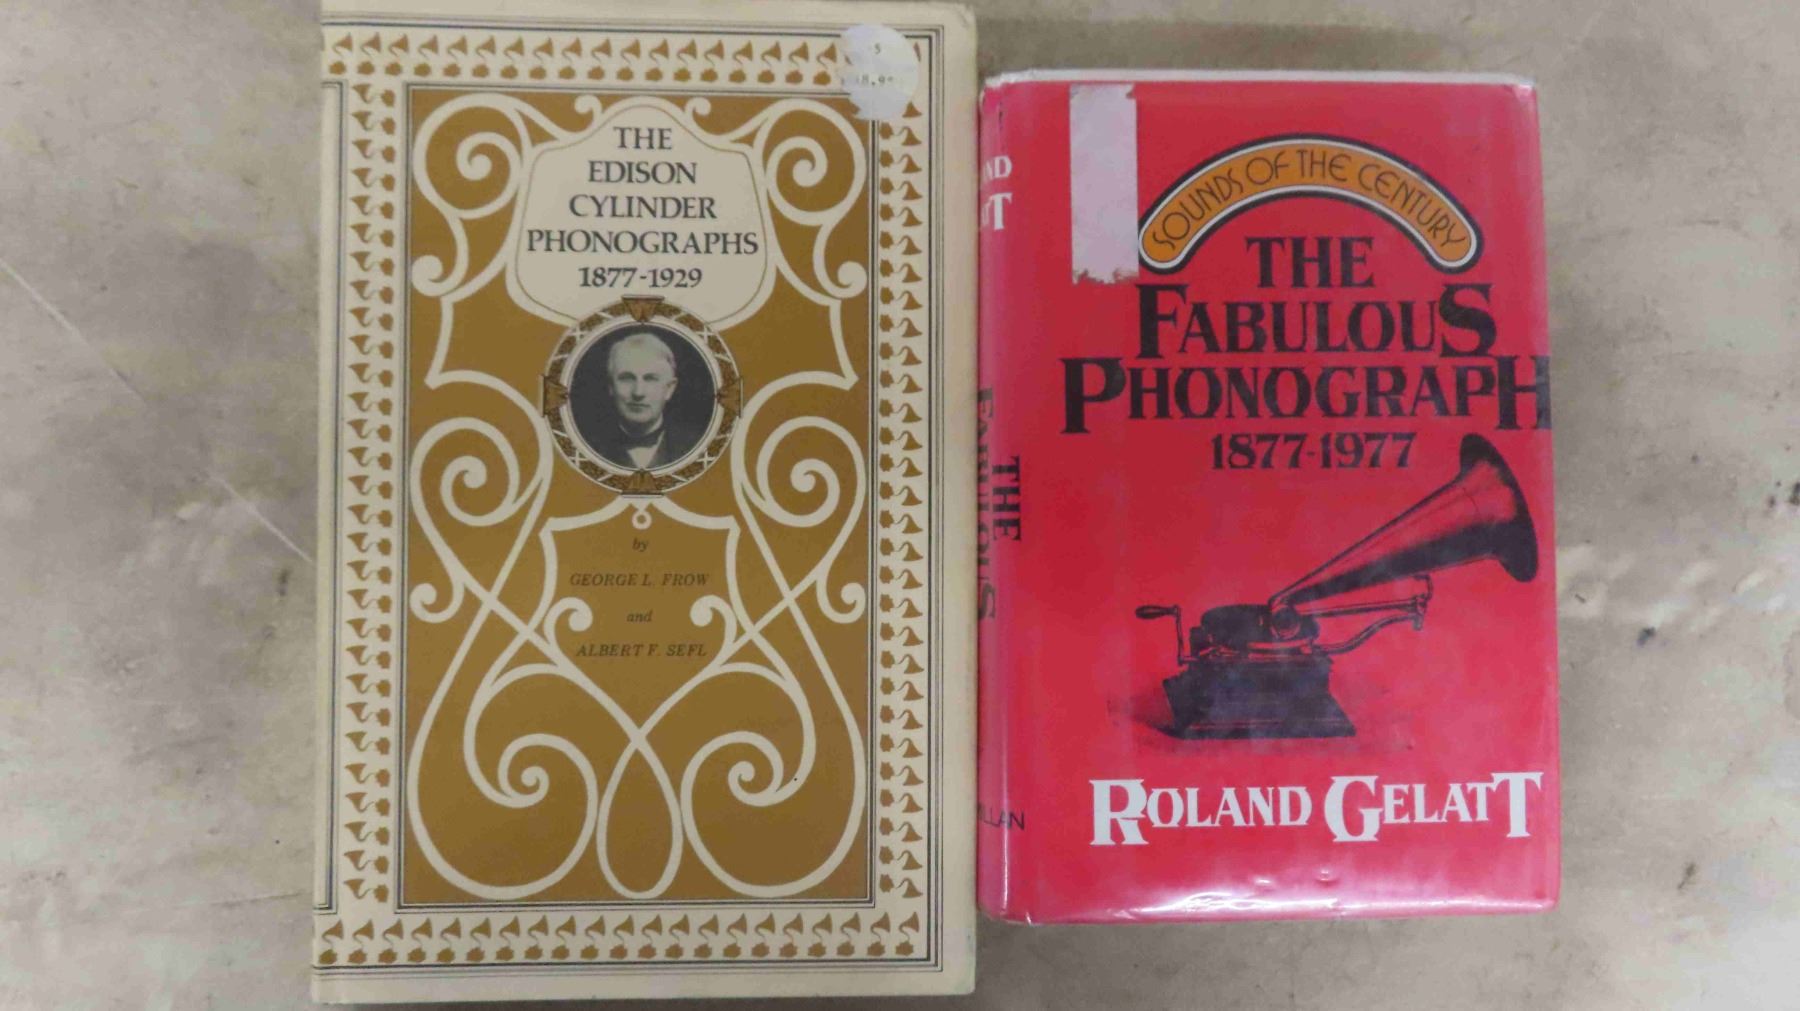 THE
EDISON
CYLINDER
PHONOGRAPHS
1877-1929
by
GEORGE L. FROW
and
ALBERT F. SEFL
SOUNDS OF THE CENTURY
THE
FABULOUS
PHONOGRAPH
1877-1977
ROLAND GELATT
THE
FABULOUS